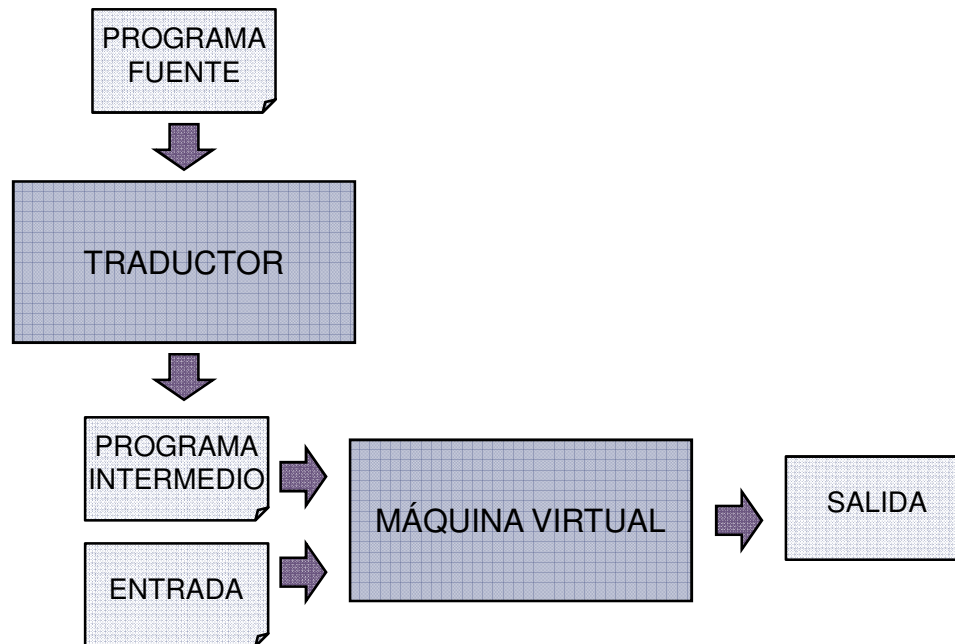 PROGRAMA
FUENTE
TRADUCTOR
PROGRAMA
INTERMEDIO
MÁQUINA VIRTUAL
SALIDA
ENTRADA